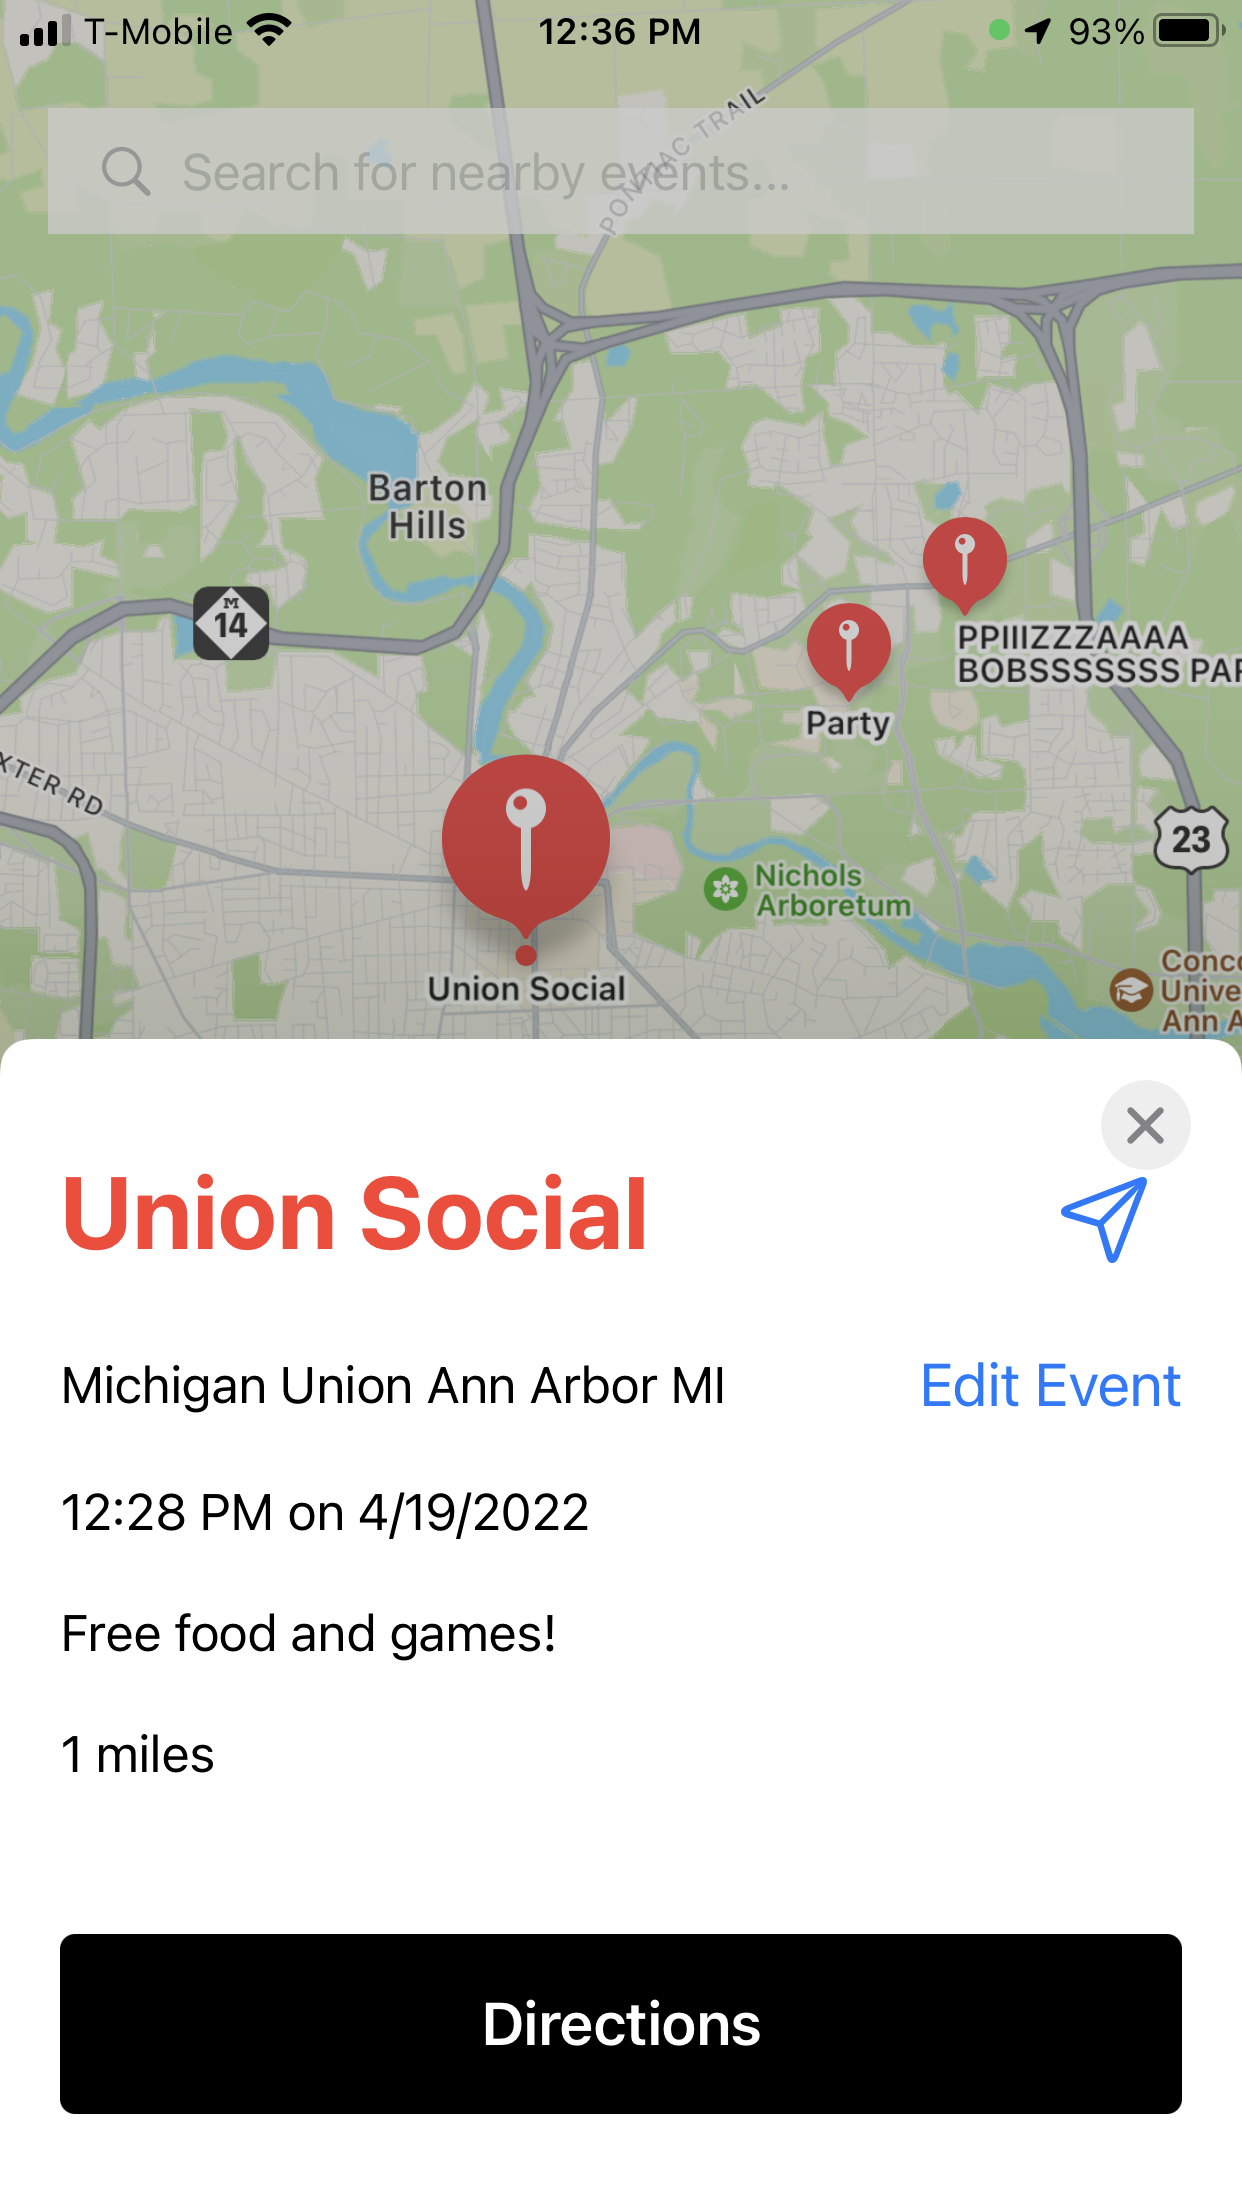 T-Mobile 12:36 PM 93%
PONTIAC TRAIL
Search for nearby events...
Barton
Hills
M
14
PPIIIZZZAAAA
BOBSSSSSSS PAR
Party
XTER RD
23
Nichols
Arboretum
Conco
Unive
Ann A
Union Social
Union Social
Michigan Union Ann Arbor MI
Edit Event
12:28 PM on 4/19/2022
Free food and games!
1 miles
Directions